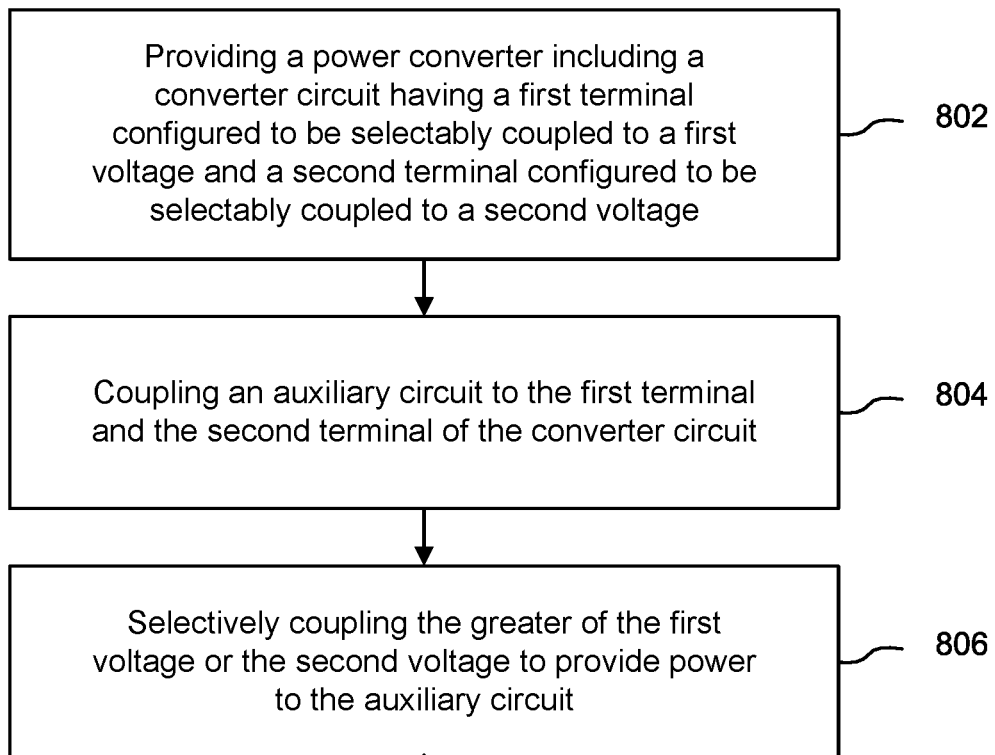 Providing a power converter including a
converter circuit having a first terminal
configured to be selectably coupled to a first
voltage and a second terminal configured to be
selectably coupled to a second voltage
802
Coupling an auxiliary circuit to the first terminal
and the second terminal of the converter circuit
804
Selectively coupling the greater of the first
voltage or the second voltage to provide power
to the auxiliary circuit
806